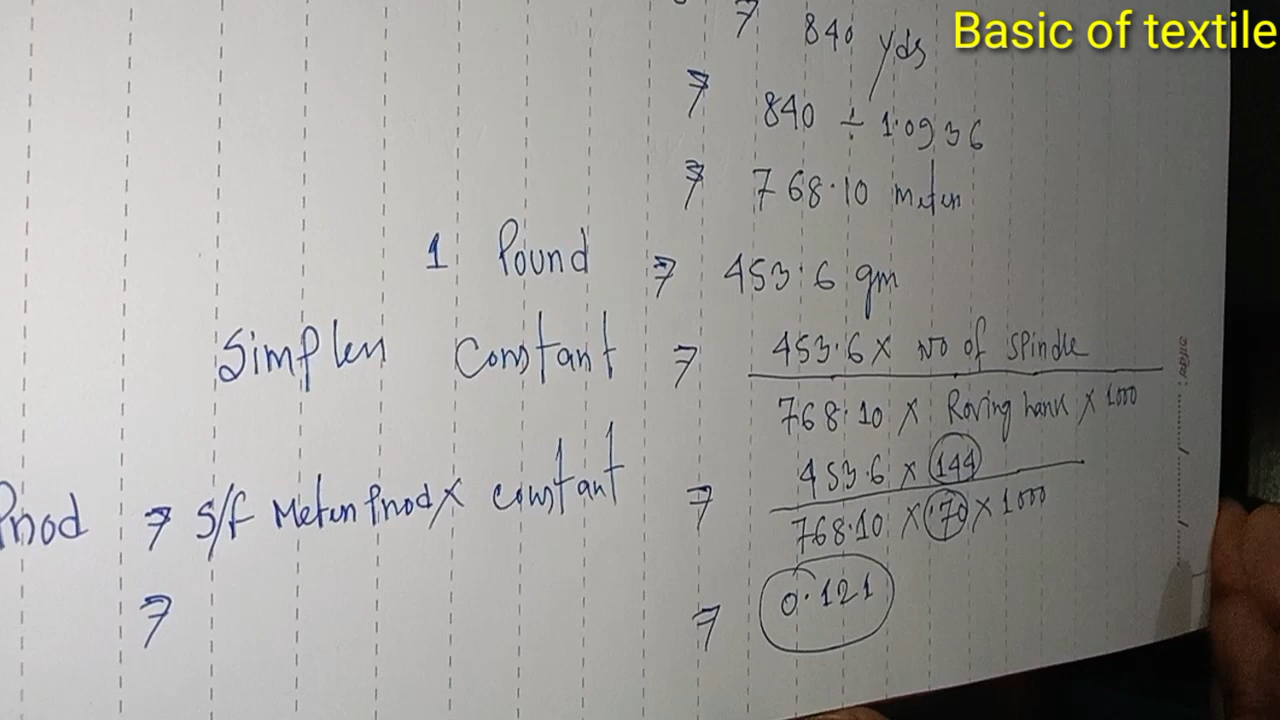 Basic of textile
⇒ 840 yds
⇒ 840 ÷ 1.0936
⇒ 768.10 meter
1 Pound ⇒ 453.6 gm
Simplex Constant ⇒ 453.6 × No of Spindle
768.10 × Roving hank × 1000
453.6 × 144
Prod ⇒ S/f Meter Prod × constant ⇒
768.10 × .70 × 1000
⇒ ⇒ 0.121